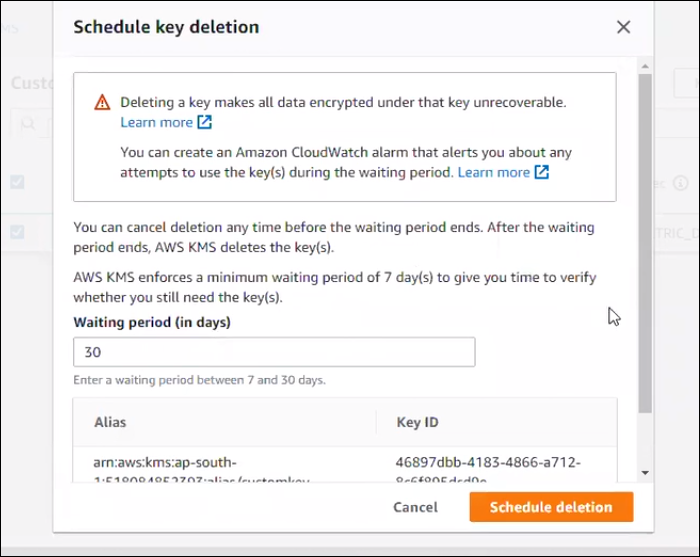 Schedule key deletion
Deleting a key makes all data encrypted under that key unrecoverable.
Learn more
You can create an Amazon CloudWatch alarm that alerts you about any
attempts to use the key(s) during the waiting period. Learn more
You can cancel deletion any time before the waiting period ends. After the waiting
period ends, AWS KMS deletes the key(s).
AWS KMS enforces a minimum waiting period of 7 day(s) to give you time to verify
whether you still need the key(s).
Waiting period (in days)
30
Enter a waiting period between 7 and 30 days.
Alias Key ID
arn:aws:kms:ap-south- 46897dbb-4183-4866-a712-
Cancel Schedule deletion